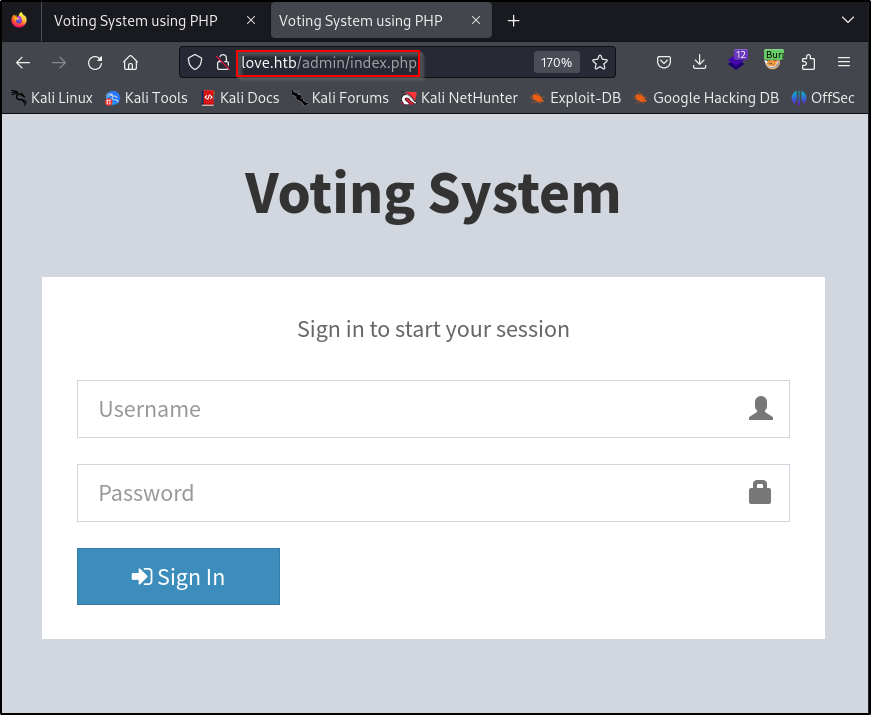 Voting System using PHP Voting System using PHP
love.htb/admin/index.php 170% 12 Burr
Kali Linux Kali Tools Kali Docs Kali Forums Kali NetHunter Exploit-DB Google Hacking DB OffSec
Voting System
Sign in to start your session
Username
Password
Sign In